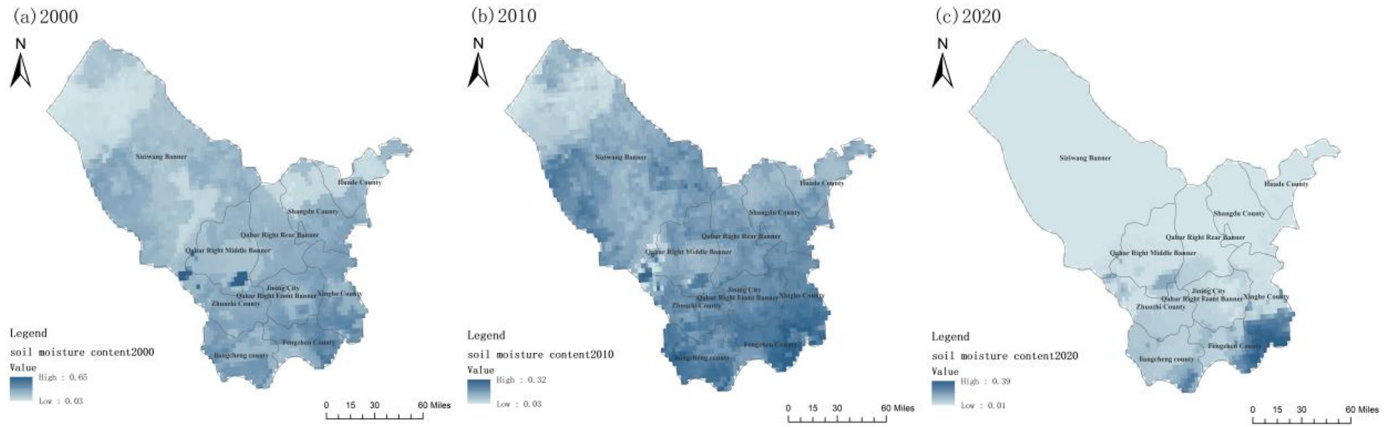 (a)2000
N
Siziwang Banner
Huade County
Shangdu County
Qahar Right Rear Banner
Qahar Right Middle Banner
Jining City
Qahar Right Front Banner
Xinghe County
Zhuozhi County
Fengzhen County
liangcheng county
Legend
soil moisture content2000
Value
High : 0.65
Low : 0.03
0 15 30 60 Miles
(b)2010
N
Siziwang Banner
Huade County
Shangdu County
Qahar Right Rear Banner
Qahar Right Middle Banner
Jining City
Qahar Right Front Banner
Xinghe County
Zhuozhi County
Fengzhen County
liangcheng county
Legend
soil moisture content2010
Value
High : 0.32
Low : 0.03
0 15 30 60 Miles
(c)2020
N
Siziwang Banner
Huade County
Shangdu County
Qahar Right Rear Banner
Qahar Right Middle Banner
Jining City
Qahar Right Front Banner
Xinghe County
Zhuozhi County
Fengzhen County
liangcheng county
Legend
soil moisture content2020
Value
High : 0.39
Low : 0.01
0 15 30 60 Miles